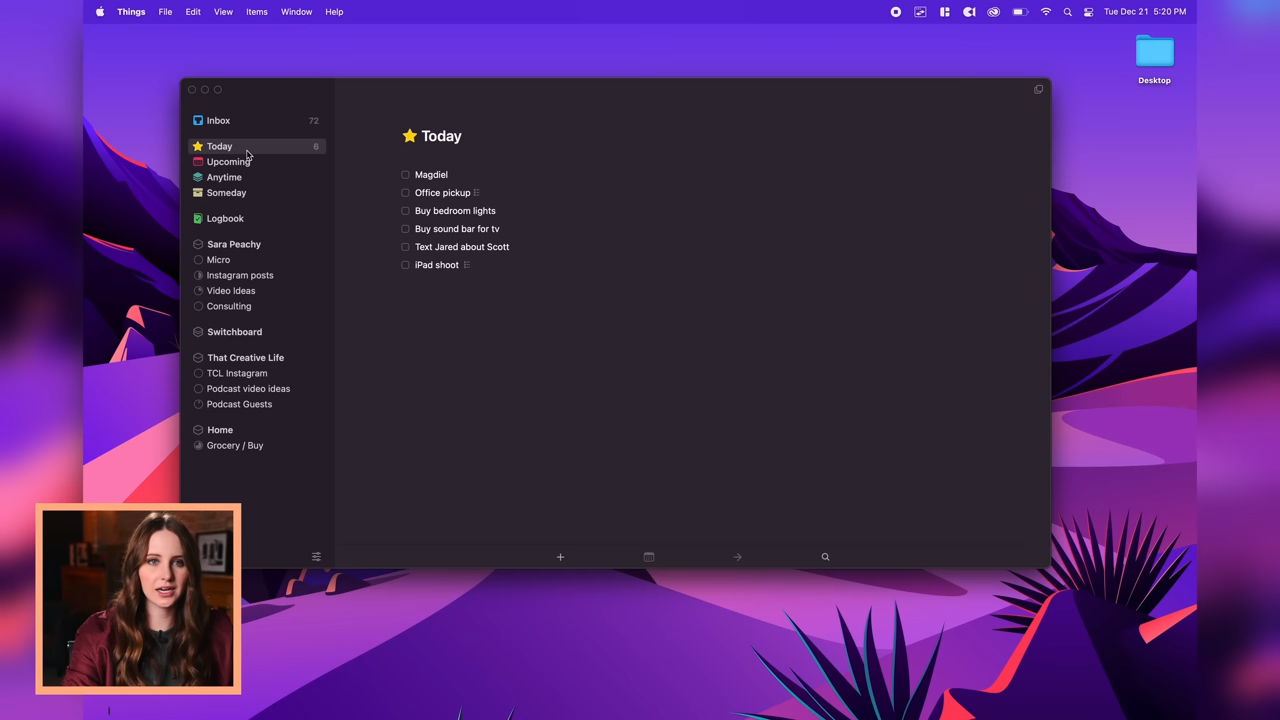 Things File Edit View Items Window Help
Tue Dec 21 5:20 PM
Desktop
Inbox 72
Today 6
Upcoming
Anytime
Someday
Logbook
Sara Peachy
Micro
Instagram posts
Video Ideas
Consulting
Switchboard
That Creative Life
TCL Instagram
Podcast video ideas
Podcast Guests
Home
Grocery / Buy
Today
Magdiel
Office pickup
Buy bedroom lights
Buy sound bar for tv
Text Jared about Scott
iPad shoot